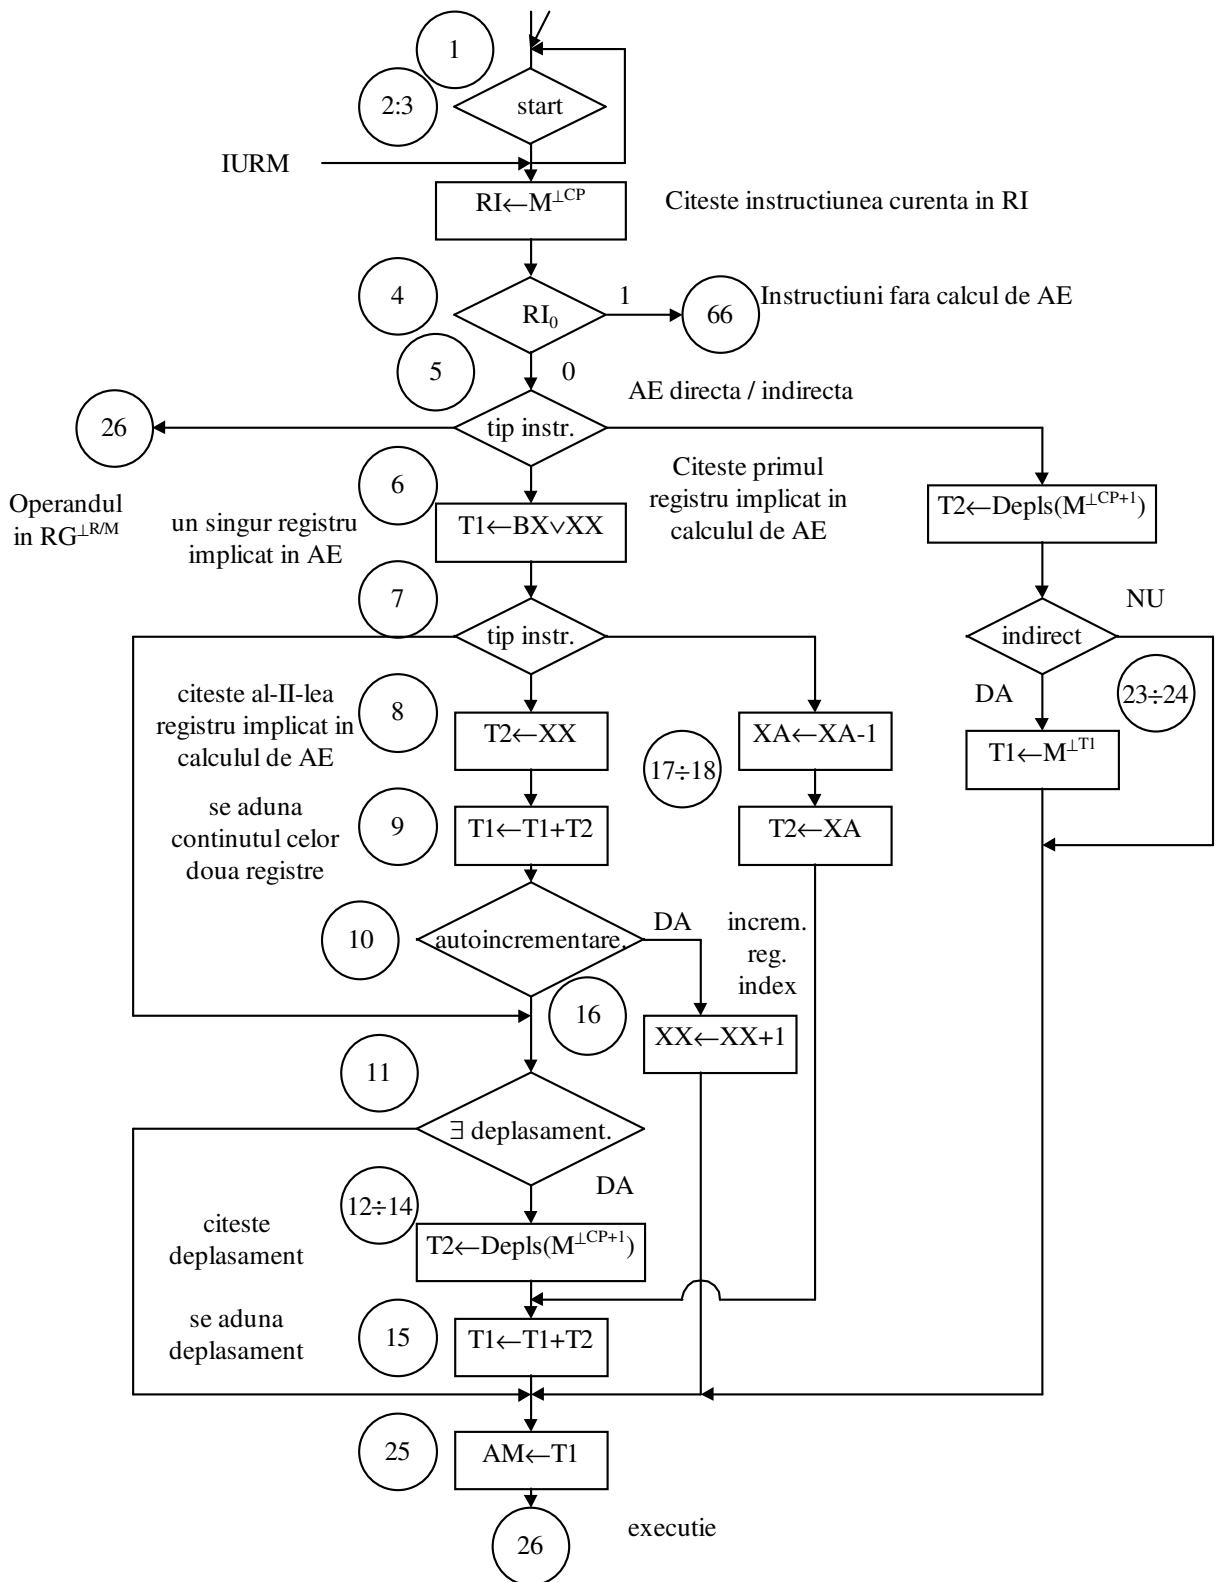 1
2:3
start
IURM
RI←M⊥CP
Citeste instructiunea curenta in RI
4
RI0
1
66
Instructiuni fara calcul de AE
5
0
AE directa / indirecta
26
tip instr.
Operandul
in RG⊥R/M
6
un singur registru
implicat in AE
T1←BX∨XX
Citeste primul
registru implicat in
calculul de AE
T2←Depls(M⊥CP+1)
7
tip instr.
indirect
NU
DA
23÷24
T1←M⊥T1
citeste al-II-lea
registru implicat in
calculul de AE
8
T2←XX
17÷18
XA←XA-1
se aduna
continutul celor
doua registre
9
T1←T1+T2
T2←XA
10
autoincrementare.
DA
increm.
reg.
index
16
XX←XX+1
11
∃ deplasament.
DA
12÷14
citeste
deplasament
T2←Depls(M⊥CP+1)
se aduna
deplasament
15
T1←T1+T2
25
AM←T1
26
executie